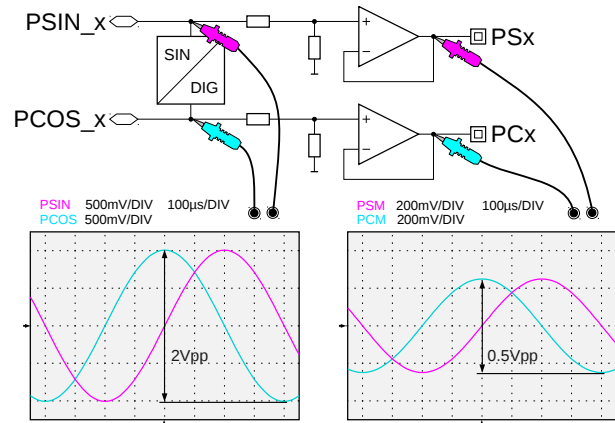 PSIN_x
SIN
DIG
+
−
PSx
PCOS_x
+
−
PCx
PSIN 500mV/DIV 100µs/DIV
PCOS 500mV/DIV
PSM 200mV/DIV 100µs/DIV
PCM 200mV/DIV
2Vpp
0.5Vpp